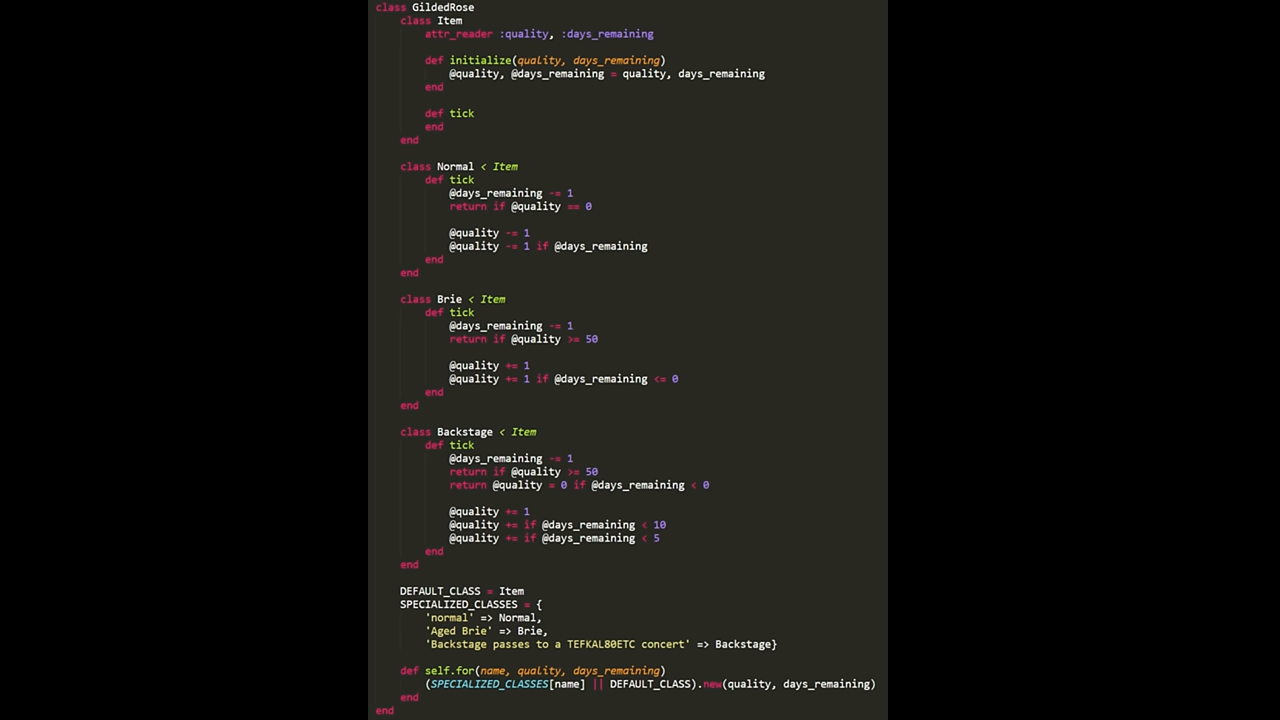 class GildedRose
class Item
attr_reader :quality, :days_remaining
def initialize(quality, days_remaining)
@quality, @days_remaining = quality, days_remaining
end
def tick
end
end
class Normal < Item
def tick
@days_remaining -= 1
return if @quality == 0
@quality -= 1
@quality -= 1 if @days_remaining
end
end
class Brie < Item
def tick
@days_remaining -= 1
return if @quality >= 50
@quality += 1
@quality += 1 if @days_remaining <= 0
end
end
class Backstage < Item
def tick
@days_remaining -= 1
return if @quality >= 50
return @quality = 0 if @days_remaining < 0
@quality += 1
@quality += if @days_remaining < 10
@quality += if @days_remaining < 5
end
end
DEFAULT_CLASS = Item
SPECIALIZED_CLASSES = {
'normal' => Normal,
'Aged Brie' => Brie,
'Backstage passes to a TEFKAL80ETC concert' => Backstage}
def self.for(name, quality, days_remaining)
(SPECIALIZED_CLASSES[name] || DEFAULT_CLASS).new(quality, days_remaining)
end
end